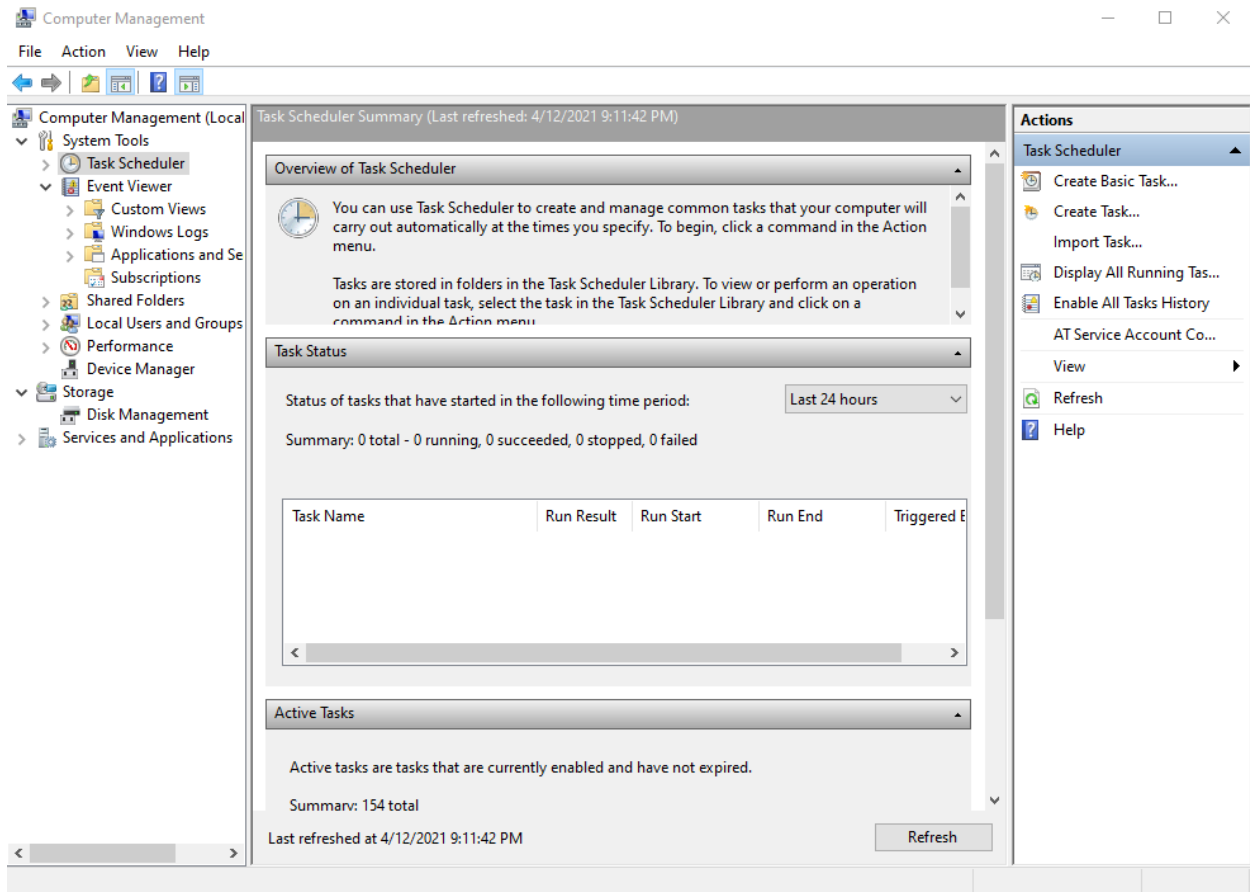 Computer Management
File Action View Help
Computer Management (Local
System Tools
Task Scheduler
Event Viewer
Custom Views
Windows Logs
Applications and Se
Subscriptions
Shared Folders
Local Users and Groups
Performance
Device Manager
Storage
Disk Management
Services and Applications
Task Scheduler Summary (Last refreshed: 4/12/2021 9:11:42 PM)
Overview of Task Scheduler
You can use Task Scheduler to create and manage common tasks that your computer will
carry out automatically at the times you specify. To begin, click a command in the Action
menu.
Tasks are stored in folders in the Task Scheduler Library. To view or perform an operation
on an individual task, select the task in the Task Scheduler Library and click on a
command in the Action menu.
Task Status
Status of tasks that have started in the following time period:
Last 24 hours
Summary: 0 total - 0 running, 0 succeeded, 0 stopped, 0 failed
Task Name Run Result Run Start Run End Triggered B
Active Tasks
Active tasks are tasks that are currently enabled and have not expired.
Summary: 154 total
Last refreshed at 4/12/2021 9:11:42 PM
Refresh
Actions
Task Scheduler
Create Basic Task...
Create Task...
Import Task...
Display All Running Tas...
Enable All Tasks History
AT Service Account Co...
View
Refresh
Help